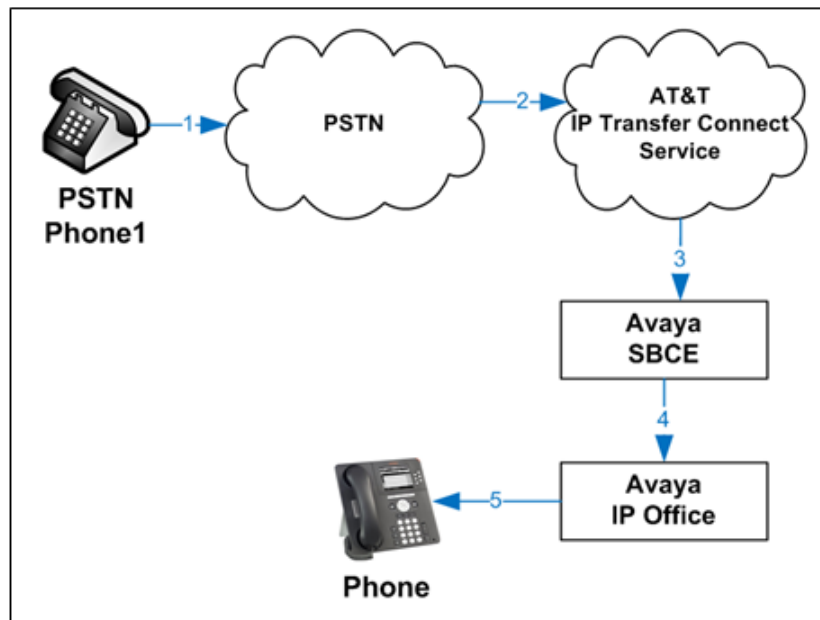 PSTN
Phone1
1
PSTN
2
AT&T
IP Transfer Connect
Service
3
Avaya
SBCE
4
Avaya
IP Office
5
Phone